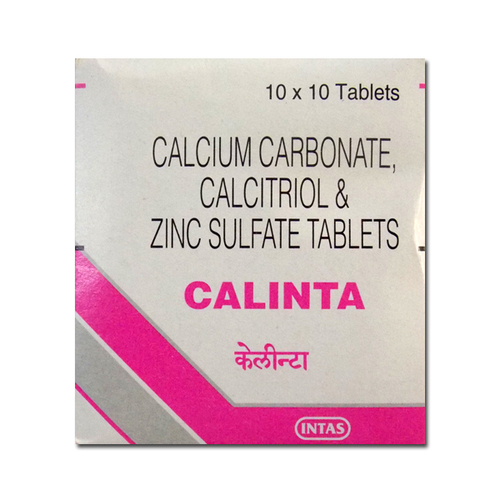 10 x 10 Tablets
CALCIUM CARBONATE,
CALCITRIOL &
ZINC SULFATE TABLETS
CALINTA
केलीन्टा
INTAS